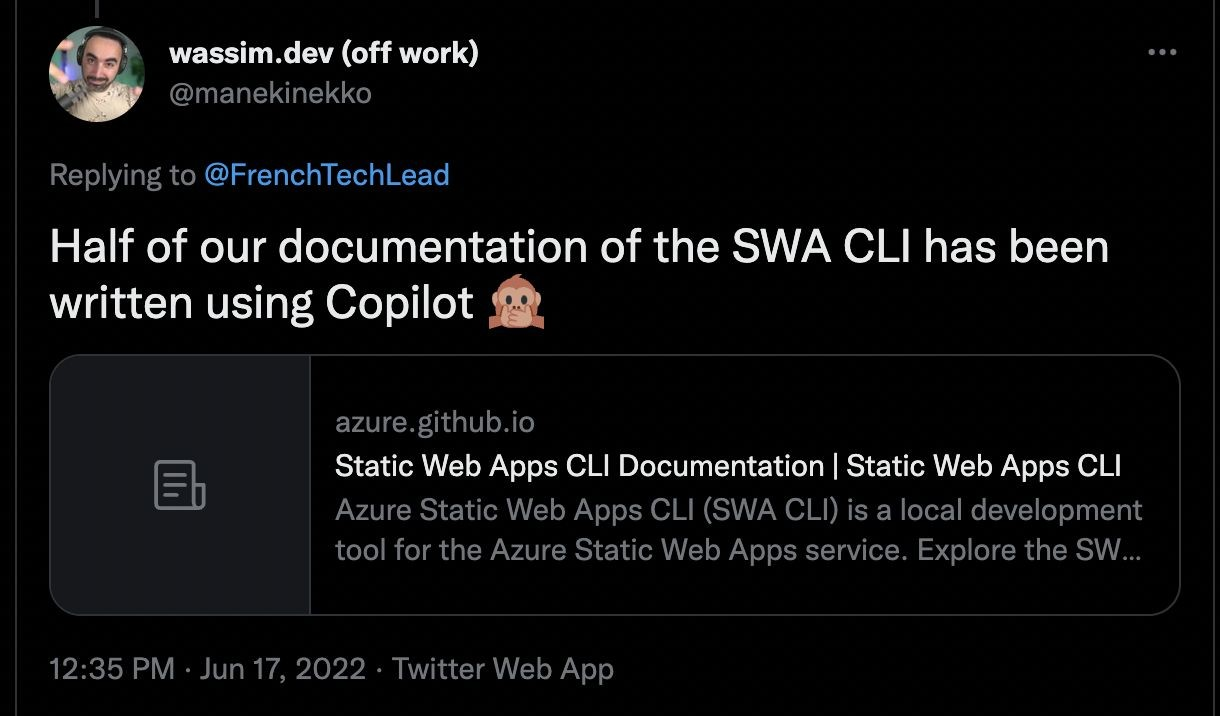 wassim.dev (off work)
@manekinekko
Replying to @FrenchTechLead
Half of our documentation of the SWA CLI has been
written using Copilot 🙊
azure.github.io
Static Web Apps CLI Documentation | Static Web Apps CLI
Azure Static Web Apps CLI (SWA CLI) is a local development
tool for the Azure Static Web Apps service. Explore the SW...
12:35 PM · Jun 17, 2022 · Twitter Web App